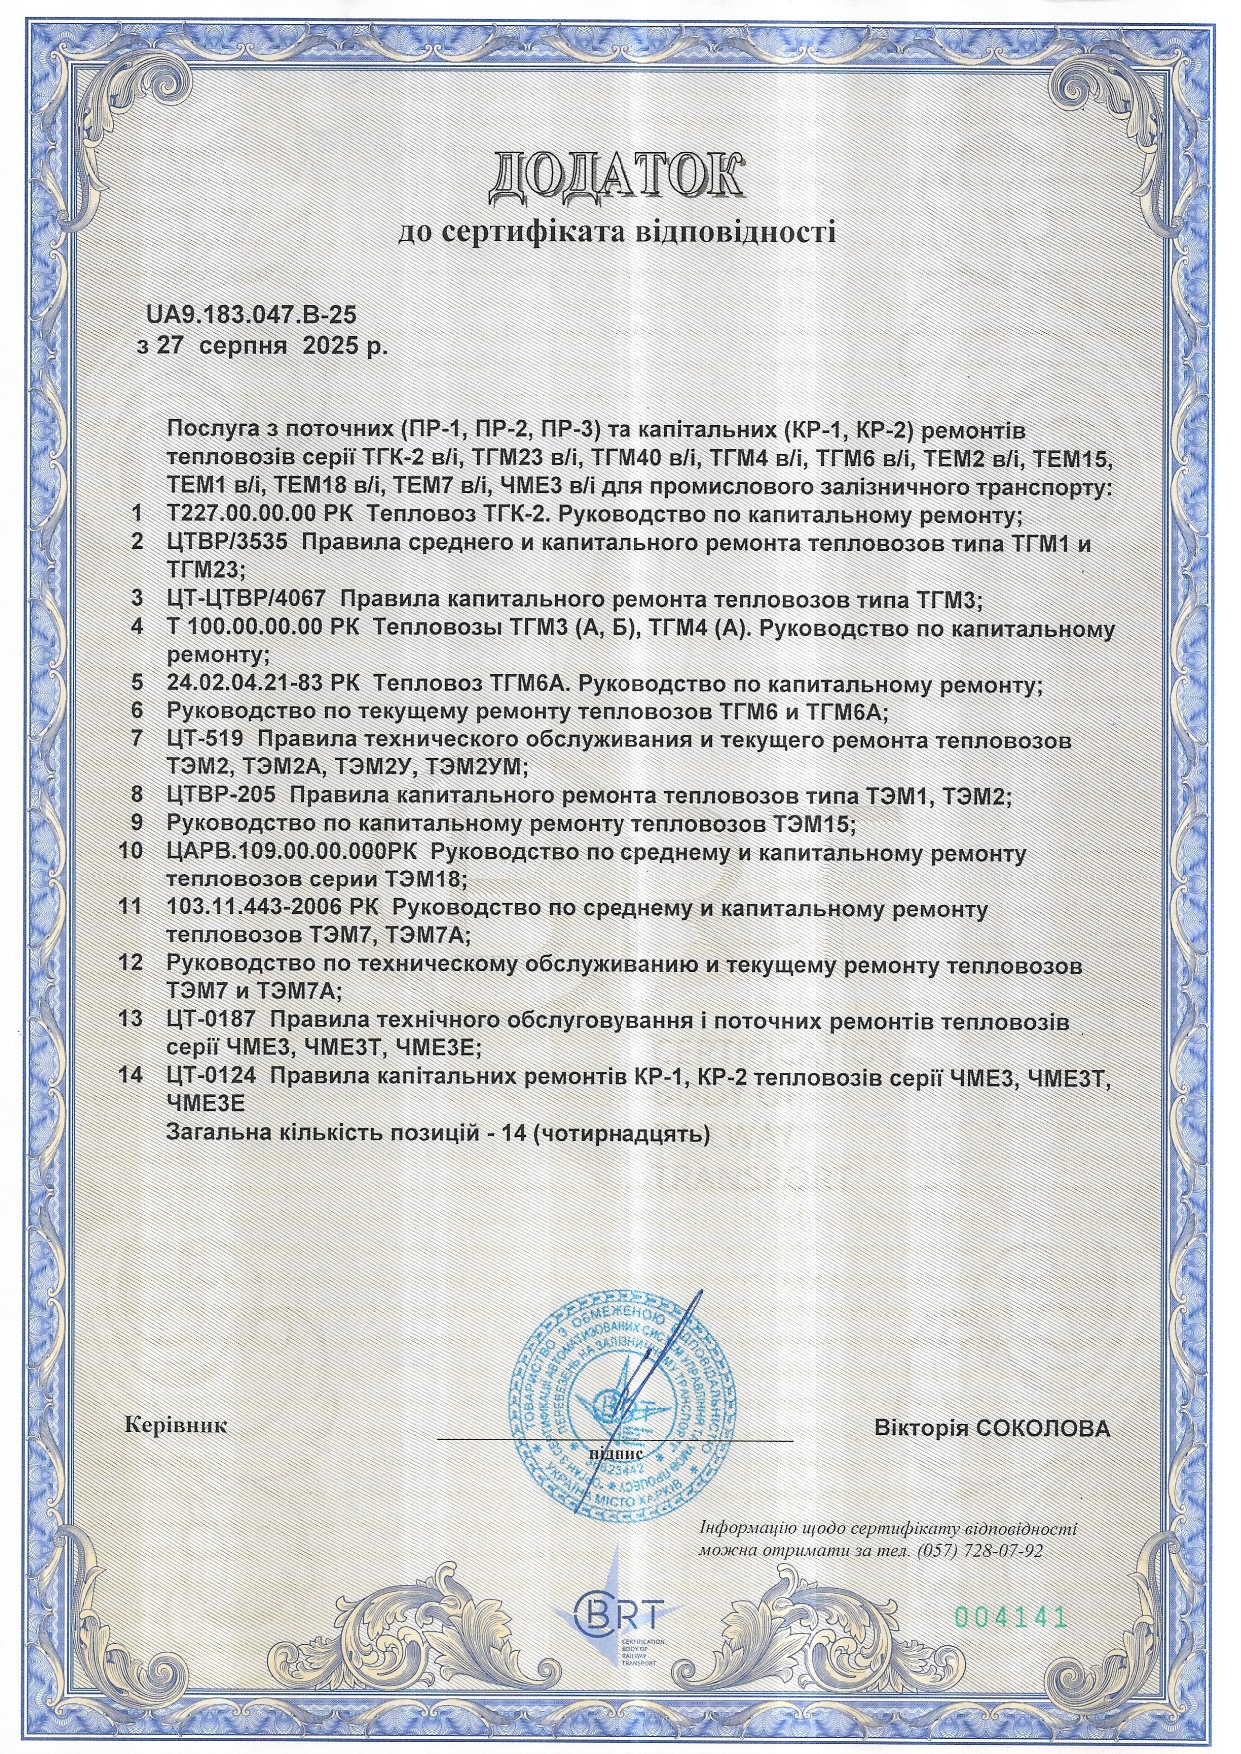 ДОДАТОК
до сертифіката відповідності
UA9.183.047.B-25
з 27 серпня 2025 р.
Послуга з поточних (ПР-1, ПР-2, ПР-3) та капітальних (КР-1, КР-2) ремонтів
тепловозів серії ТГК-2 в/і, ТГМ23 в/і, ТГМ40 в/і, ТГМ4 в/і, ТГМ6 в/і, ТЕМ2 в/і, ТЕМ15,
ТЕМ1 в/і, ТЕМ18 в/і, ТЕМ7 в/і, ЧМЕ3 в/і для промислового залізничного транспорту:
1 Т227.00.00.00 РК Тепловоз ТГК-2. Руководство по капитальному ремонту;
2 ЦТВР/3535 Правила среднего и капитального ремонта тепловозов типа ТГМ1 и
ТГМ23;
3 ЦТ-ЦТВР/4067 Правила капитального ремонта тепловозов типа ТГМ3;
4 Т 100.00.00.00 РК Тепловозы ТГМ3 (А, Б), ТГМ4 (А). Руководство по капитальному
ремонту;
5 24.02.04.21-83 РК Тепловоз ТГМ6А. Руководство по капитальному ремонту;
6 Руководство по текущему ремонту тепловозов ТГМ6 и ТГМ6А;
7 ЦТ-519 Правила технического обслуживания и текущего ремонта тепловозов
ТЭМ2, ТЭМ2А, ТЭМ2У, ТЭМ2УМ;
8 ЦТВР-205 Правила капитального ремонта тепловозов типа ТЭМ1, ТЭМ2;
9 Руководство по капитальному ремонту тепловозов ТЭМ15;
10 ЦАРВ.109.00.00.000РК Руководство по среднему и капитальному ремонту
тепловозов серии ТЭМ18;
11 103.11.443-2006 РК Руководство по среднему и капитальному ремонту
тепловозов ТЭМ7, ТЭМ7А;
12 Руководство по техническому обслуживанию и текущему ремонту тепловозов
ТЭМ7 и ТЭМ7А;
13 ЦТ-0187 Правила технічного обслуговування і поточних ремонтів тепловозів
серії ЧМЕ3, ЧМЕ3Т, ЧМЕ3Е;
14 ЦТ-0124 Правила капітальних ремонтів КР-1, КР-2 тепловозів серії ЧМЕ3, ЧМЕ3Т,
ЧМЕ3Е
Загальна кількість позицій - 14 (чотирнадцять)
ТОВАРИСТВО З ОБМЕЖЕНОЮ ВІДПОВІДАЛЬНІСТЮ
УКРАЇНА МІСТО ХАРКІВ
Керівник
підпис
Вікторія СОКОЛОВА
Інформацію щодо сертифікату відповідності
можна отримати за тел. (057) 728-07-92
CBRT
CERTIFICATION
BODY OF
RAILWAY
TRANSPORT
004141